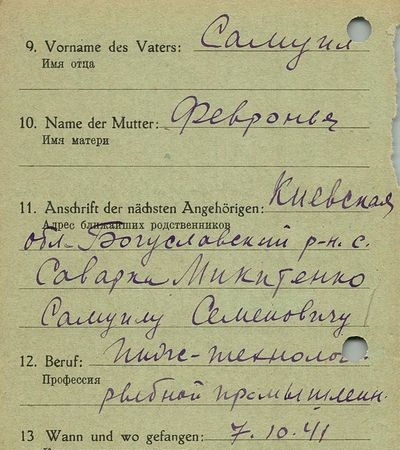 9. Vorname des Vaters: Самуил
Имя отца
10. Name der Mutter: Февронья
Имя матери
11. Anschrift der nächsten Angehörigen: Киевская
Адрес ближайших родственников
обл. Богуславский р-н. с.
Саварка Микитенко
Самуилу Семеновичу
12. Beruf: технолог
Профессия
рыбной промышлен.
13 Wann und wo gefangen: 7.10.41